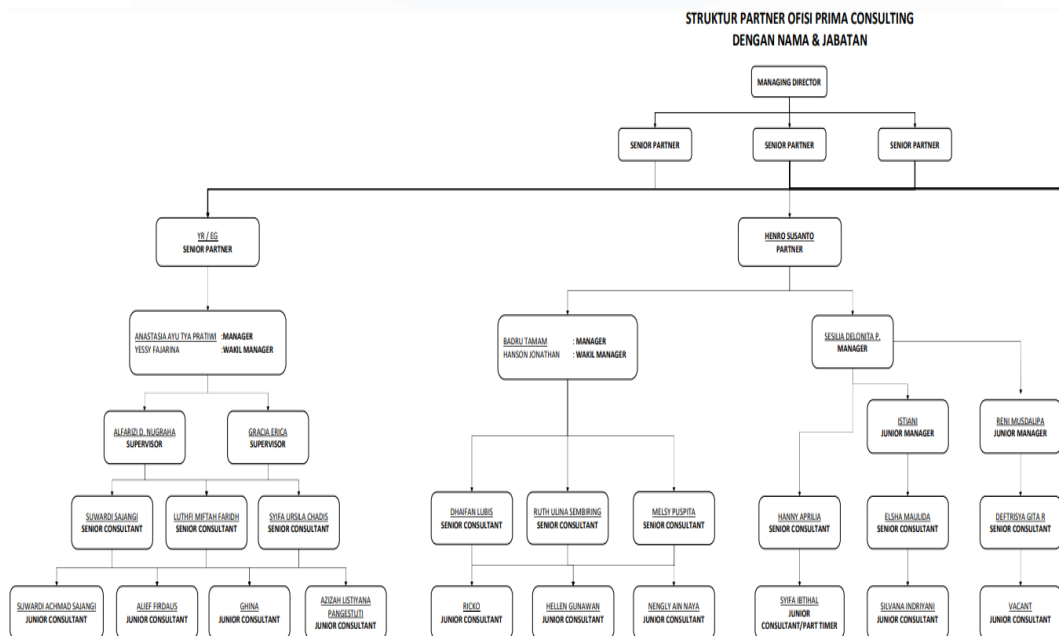 STRUKTUR PARTNER OFISI PRIMA CONSULTING
DENGAN NAMA & JABATAN
MANAGING DIRECTOR
SENIOR PARTNER
SENIOR PARTNER
SENIOR PARTNER
YR / EG
SENIOR PARTNER
HENRO SUSANTO
PARTNER
ANASTASIA AYU TYA PRATIWI : MANAGER
YESSY FAJARINA : WAKIL MANAGER
BADRU TAMAM : MANAGER
HANSON JONATHAN : WAKIL MANAGER
SESILIA DELONITA P.
MANAGER
ALFARIZI D. NUGRAHA
SUPERVISOR
GRACIA ERICA
SUPERVISOR
ISTIANI
JUNIOR MANAGER
RENI MUSDALIPA
JUNIOR MANAGER
SUWARDI SAJANGI
SENIOR CONSULTANT
LUTHFI MIFTAH FARIDH
SENIOR CONSULTANT
SYIFA URSILA CHADIS
SENIOR CONSULTANT
DHAIFAN LUBIS
SENIOR CONSULTANT
RUTH ULINA SEMBIRING
SENIOR CONSULTANT
MELSY PUSPITA
SENIOR CONSULTANT
HANNY APRILIA
SENIOR CONSULTANT
ELSHA MAULIDA
SENIOR CONSULTANT
DEFTRISYA GITA R
SENIOR CONSULTANT
SUWARDI ACHMAD SAJANGI
JUNIOR CONSULTANT
ALIEF FIRDAUS
JUNIOR CONSULTANT
GHINA
JUNIOR CONSULTANT
AZIZAH LISTIYANA
PANGESTUTI
JUNIOR CONSULTANT
RICKO
JUNIOR CONSULTANT
HELLEN GUNAWAN
JUNIOR CONSULTANT
NENGLY AIN NAYA
JUNIOR CONSULTANT
SYIFA IBTIHAL
JUNIOR
CONSULTANT/PART TIMER
SILVANA INDRIYANI
JUNIOR CONSULTANT
VACANT
JUNIOR CONSULTANT